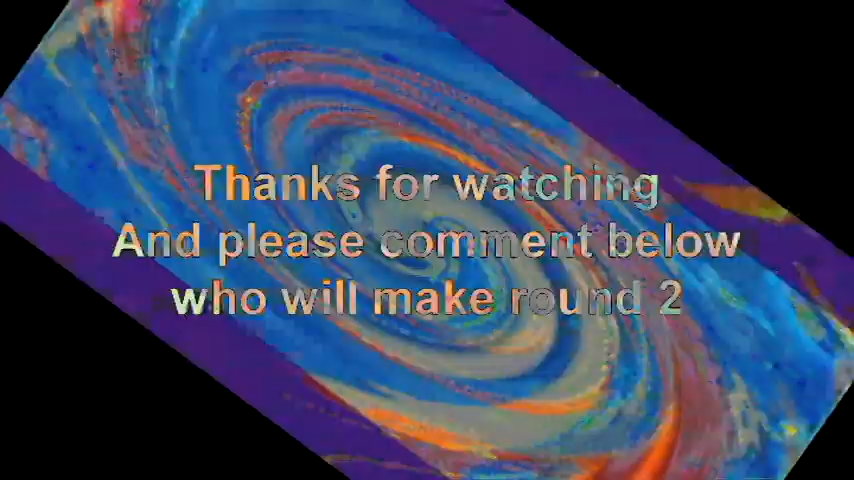 Thanks for watching
And please comment below
who will make round 2